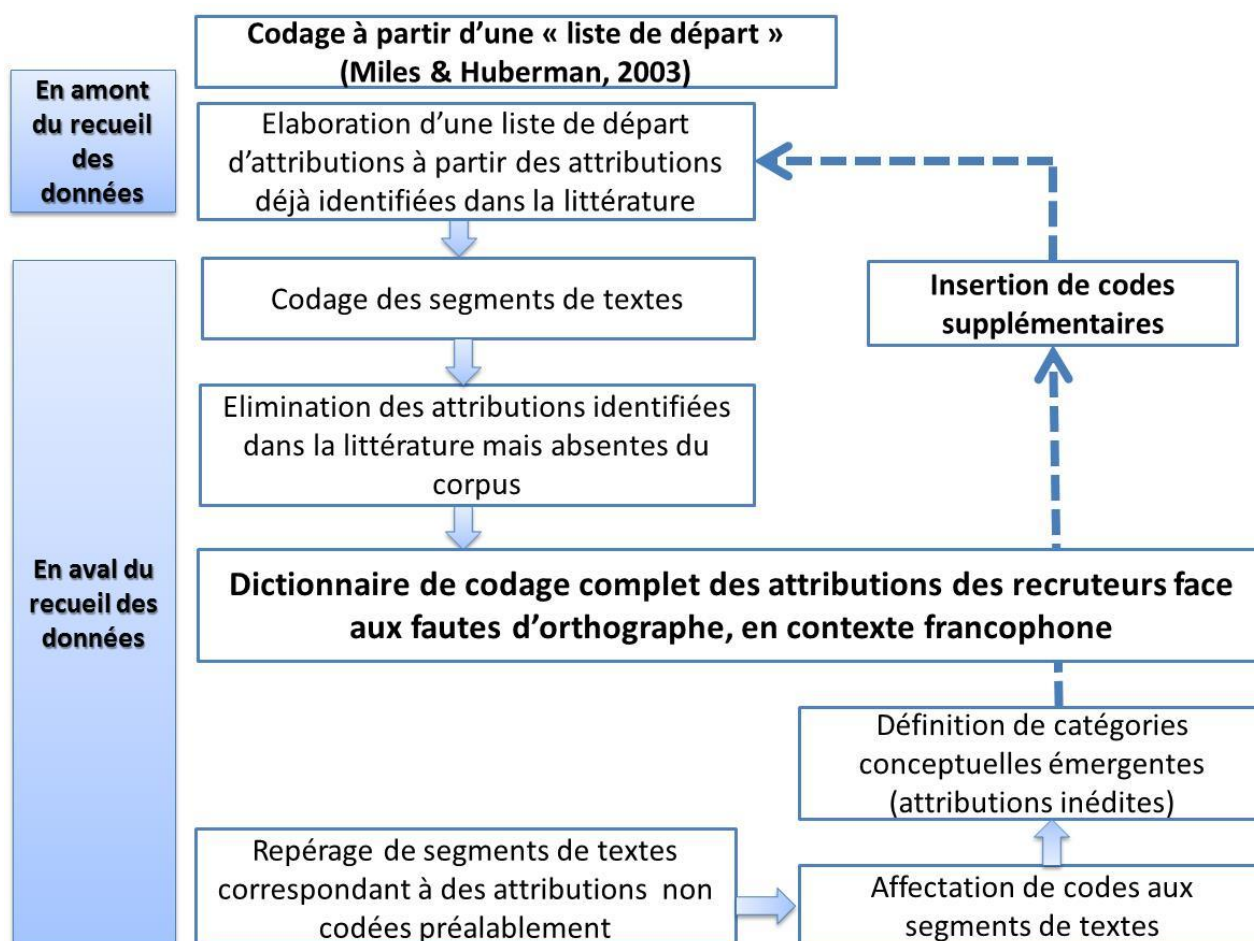 Codage à partir d’une « liste de départ »
(Miles & Huberman, 2003)
En amont
du recueil
des
données
Elaboration d’une liste de départ
d’attributions à partir des attributions
déjà identifiées dans la littérature
Codage des segments de textes
Insertion de codes
supplémentaires
Elimination des attributions identifiées
dans la littérature mais absentes du
corpus
En aval du
recueil des
données
Dictionnaire de codage complet des attributions des recruteurs face
aux fautes d’orthographe, en contexte francophone
Définition de catégories
conceptuelles émergentes
(attributions inédites)
Repérage de segments de textes
correspondant à des attributions non
codées préalablement
Affectation de codes aux
segments de textes